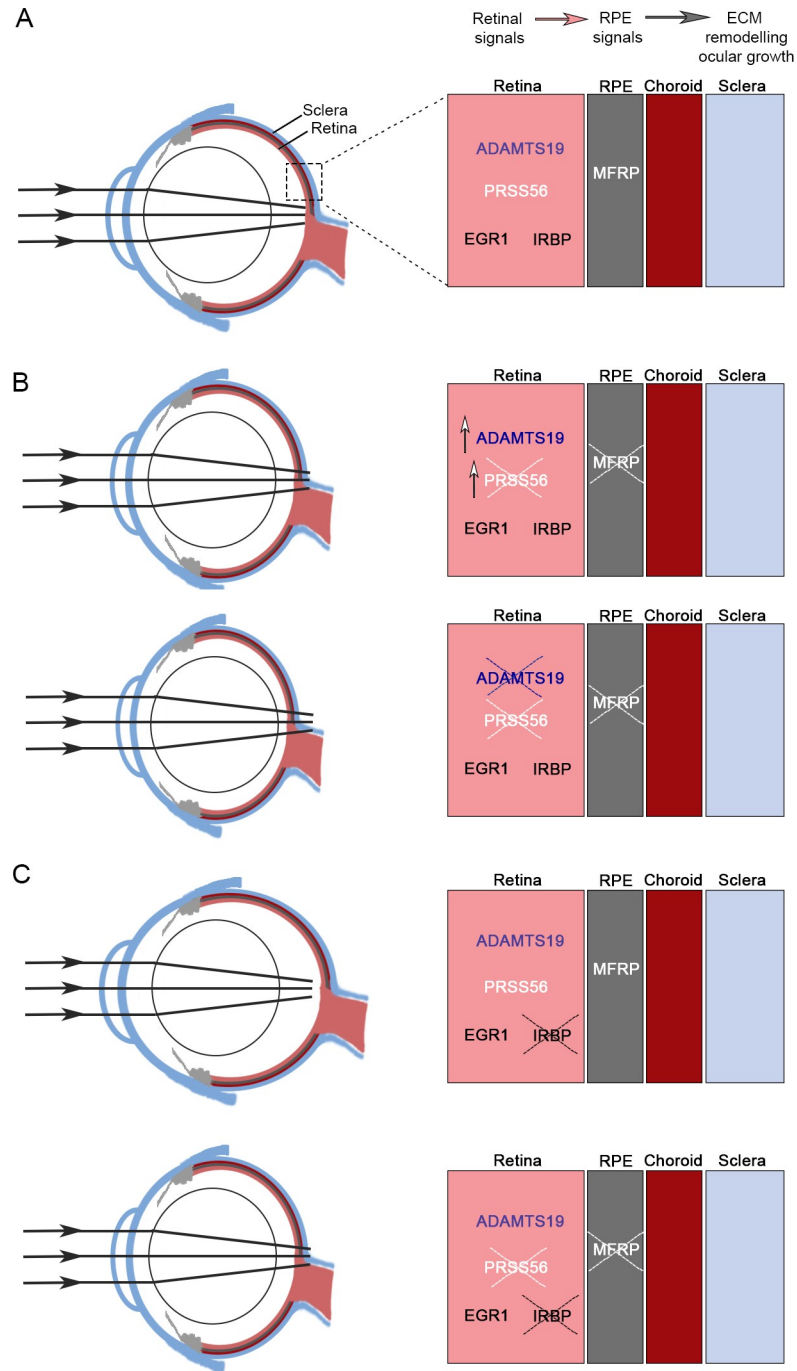 A
Retinal signals
RPE signals
ECM remodelling ocular growth
Retina RPE Choroid Sclera
Sclera
Retina
ADAMTS19
MFRP
PRSS56
EGR1 IRBP
B
Retina RPE Choroid Sclera
ADAMTS19
MFRP
PRSS56
EGR1 IRBP
Retina RPE Choroid Sclera
ADAMTS19
MFRP
PRSS56
EGR1 IRBP
C
Retina RPE Choroid Sclera
ADAMTS19
MFRP
PRSS56
EGR1 IRBP
Retina RPE Choroid Sclera
ADAMTS19
MFRP
PRSS56
EGR1 IRBP